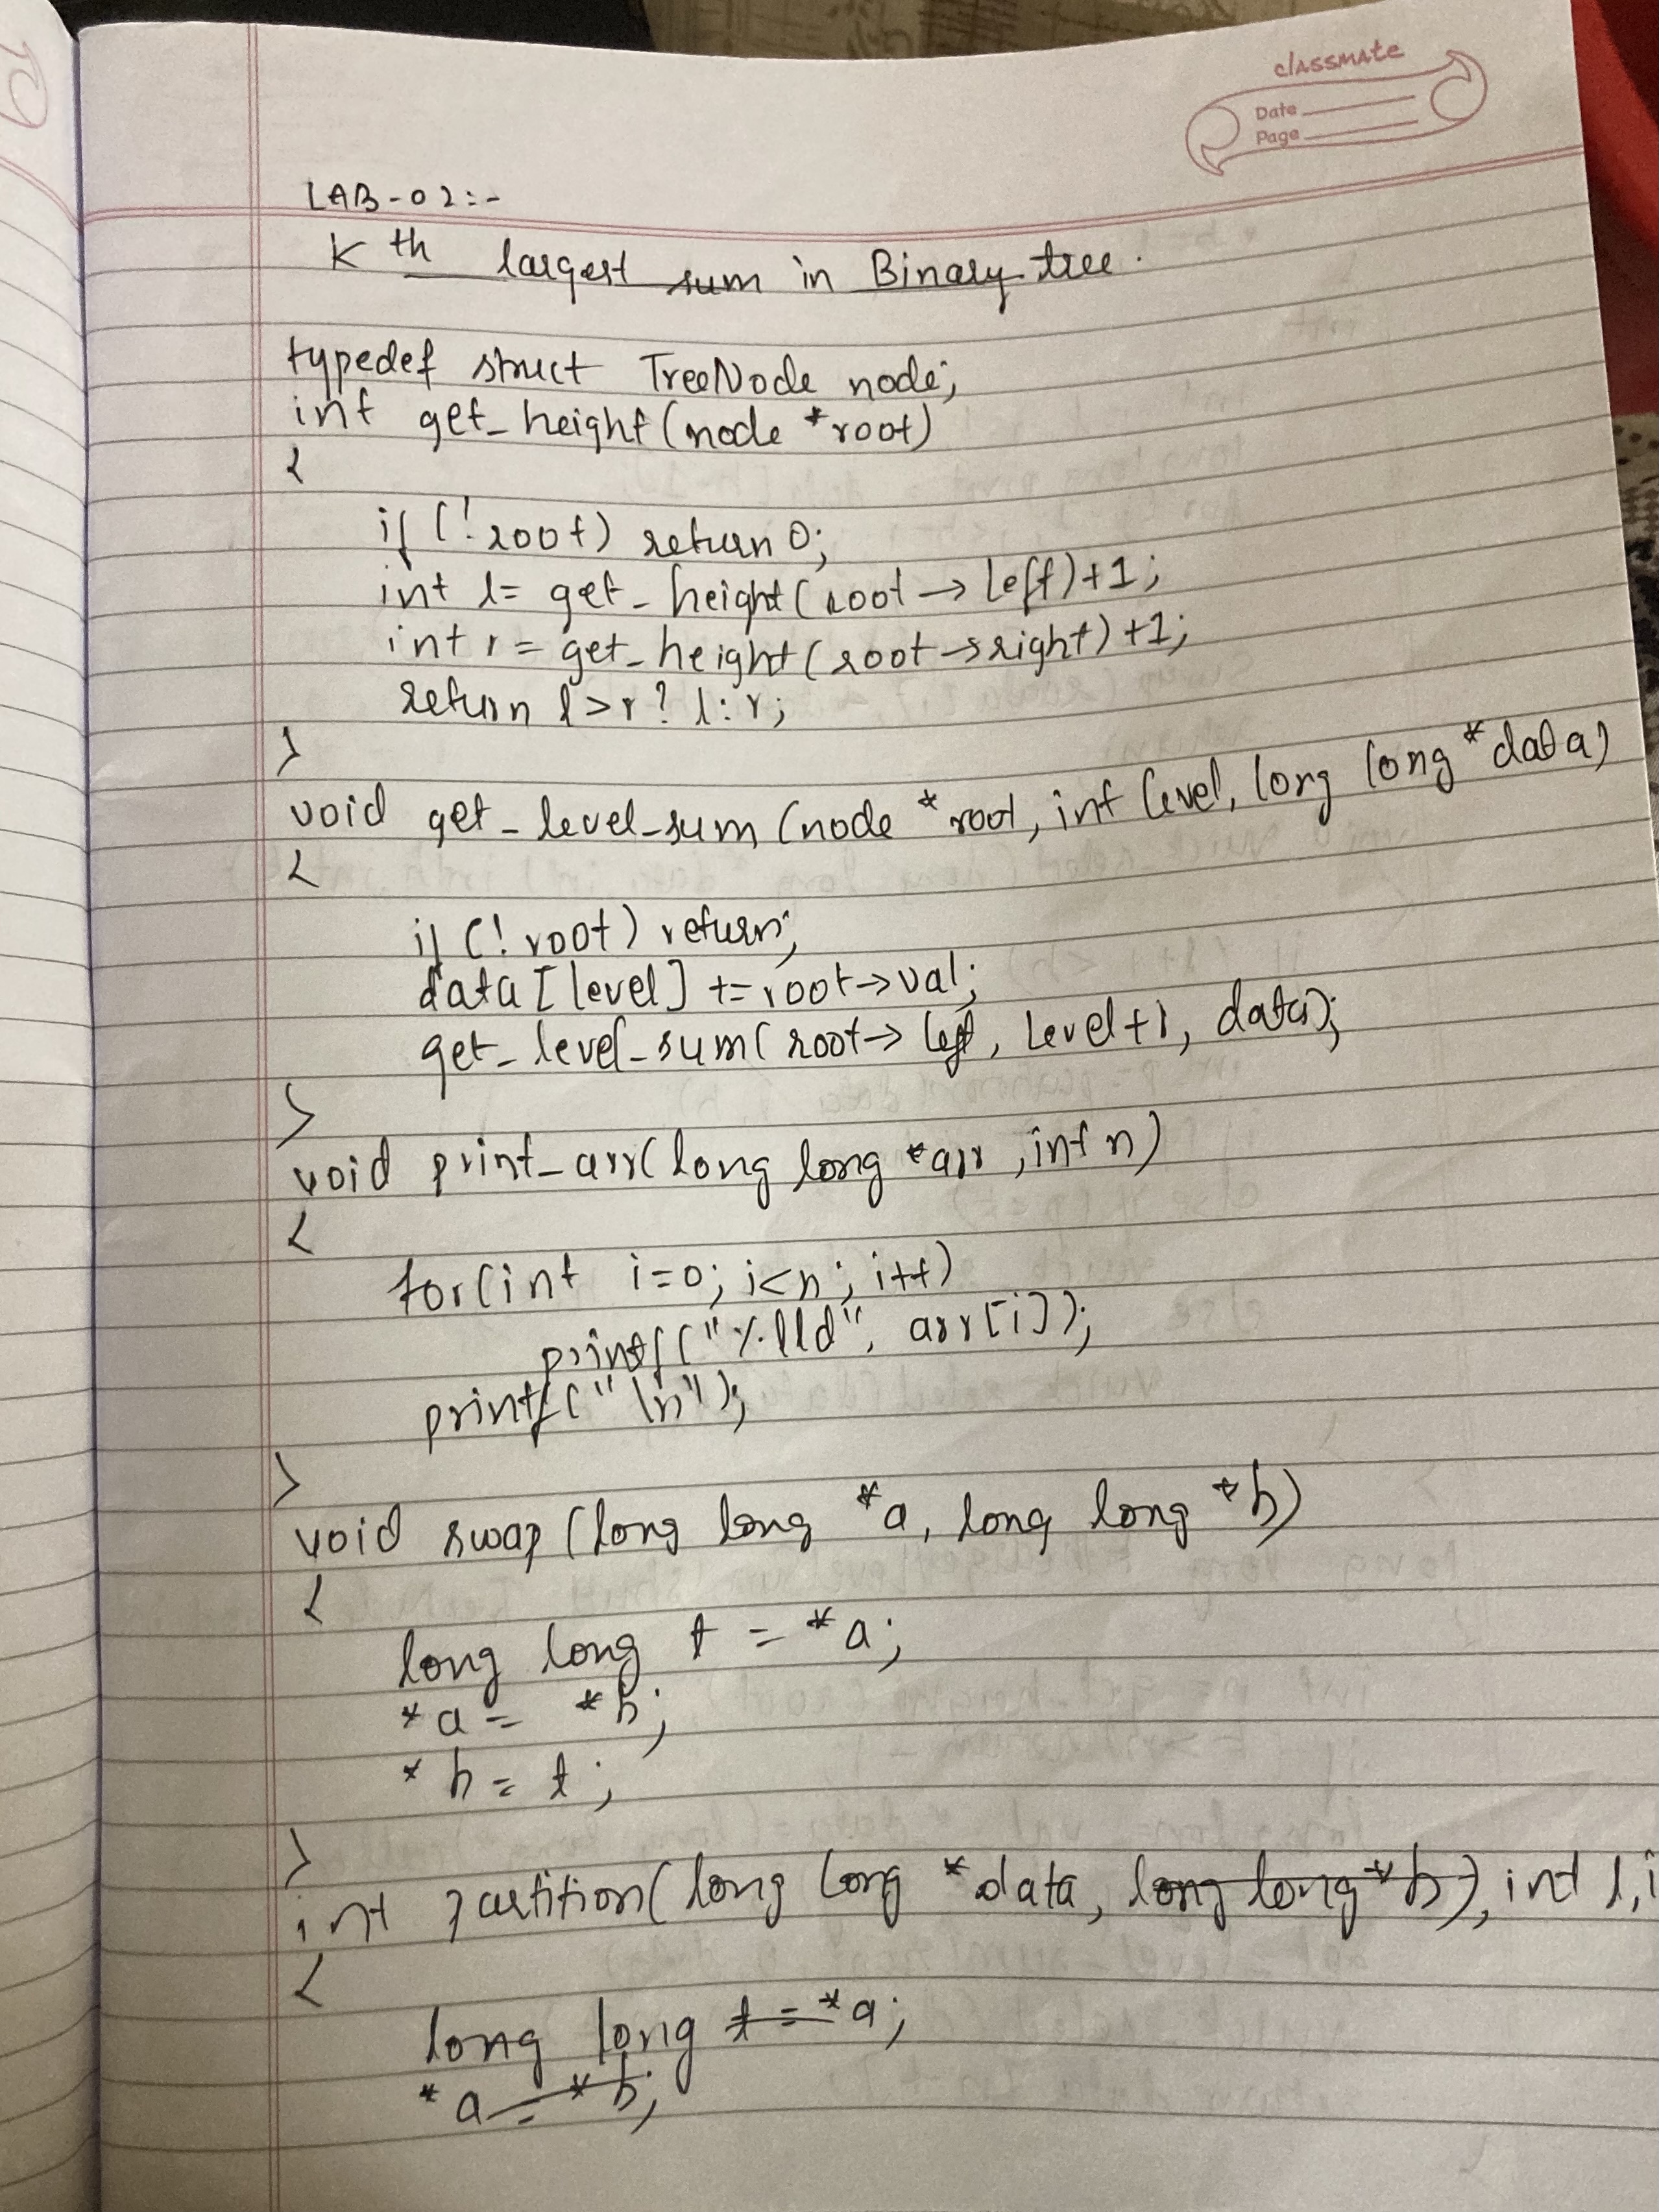 classmate
Date
Page
LAB-02:-
Kth largest sum in Binary tree.
typedef struct TreeNode node;
int get_height(node *root)
{
if (!root) return 0;
int l= get_height(root→left)+1;
int r= get_height(root→right)+1;
return l>r? l:r;
}
void get_level_sum(node *root, int level, long long *data)
{
if (!root) return;
data[level] +=root→val;
get_level_sum(root→left, level+1, data);
}
void print_arr(long long *arr, int n)
{
for(int i=0; i<n; i++)
printf("%lld", arr[i]);
printf("\n");
}
void swap(long long *a, long long *b)
{
long long t = *a;
*a = *b;
*b = t;
}
int partition(long long *data, long long *b), int l, i
{
long long t = *a;
*a = *b;